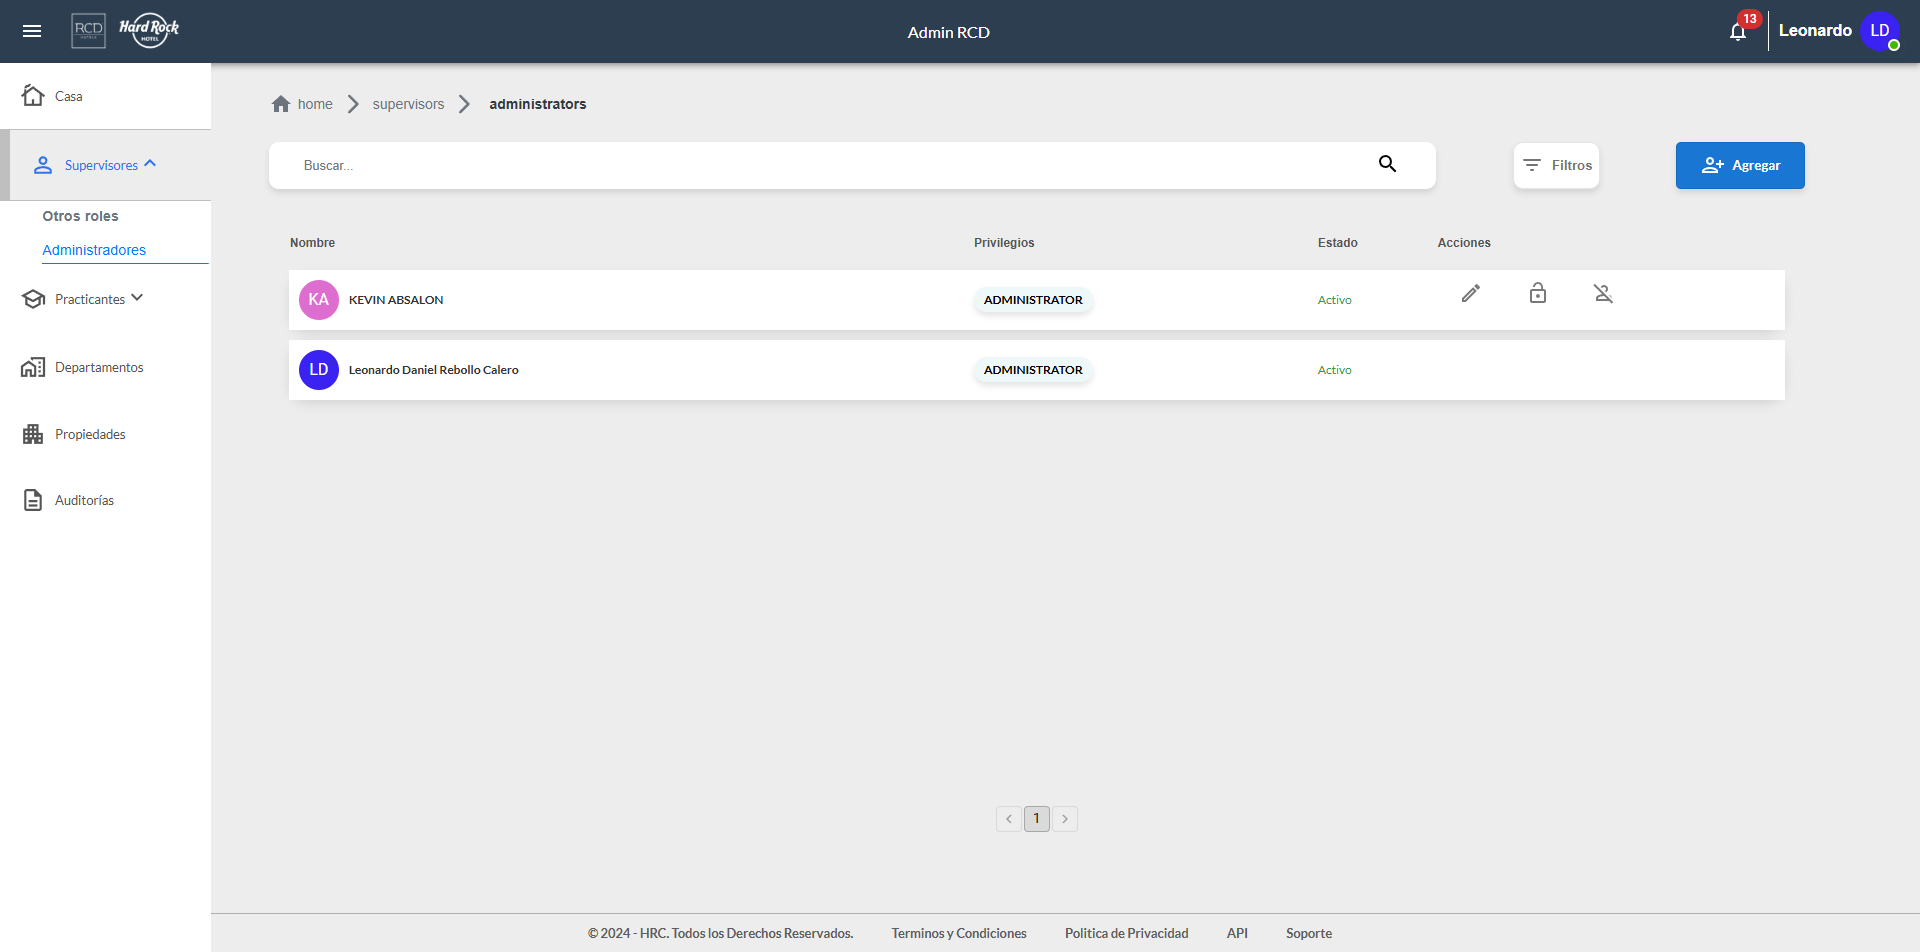 RCD
HOTELS
Hard Rock
HOTEL
Admin RCD
13
Leonardo
LD
Casa
Supervisores
Otros roles
Administradores
Practicantes
Departamentos
Propiedades
Auditorías
home
supervisors
administrators
Buscar...
Filtros
Agregar
Nombre
Privilegios
Estado
Acciones
KA
KEVIN ABSALON
ADMINISTRATOR
Activo
LD
Leonardo Daniel Rebollo Calero
ADMINISTRATOR
Activo
1
© 2024 - HRC. Todos los Derechos Reservados.
Terminos y Condiciones
Politica de Privacidad
API
Soporte